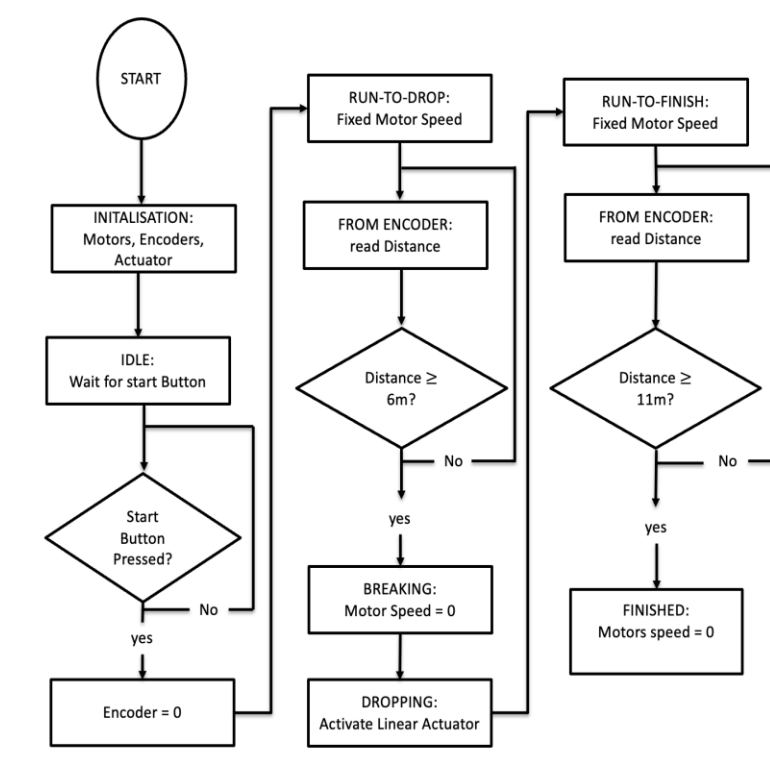 START
INITALISATION:
Motors, Encoders,
Actuator
IDLE:
Wait for start Button
Start
Button
Pressed?
No
yes
Encoder = 0
RUN-TO-DROP:
Fixed Motor Speed
FROM ENCODER:
read Distance
Distance ≥
6m?
No
yes
BREAKING:
Motor Speed = 0
DROPPING:
Activate Linear Actuator
RUN-TO-FINISH:
Fixed Motor Speed
FROM ENCODER:
read Distance
Distance ≥
11m?
No
yes
FINISHED:
Motors speed = 0